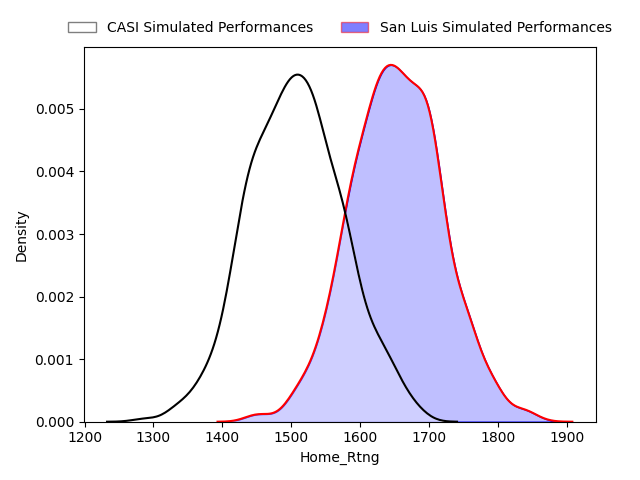 CASI Simulated Performances San Luis Simulated Performances
0.005
0.004
0.003
0.002
0.001
0.000
Density
1200 1300 1400 1500 1600 1700 1800 1900
Home_Rtng